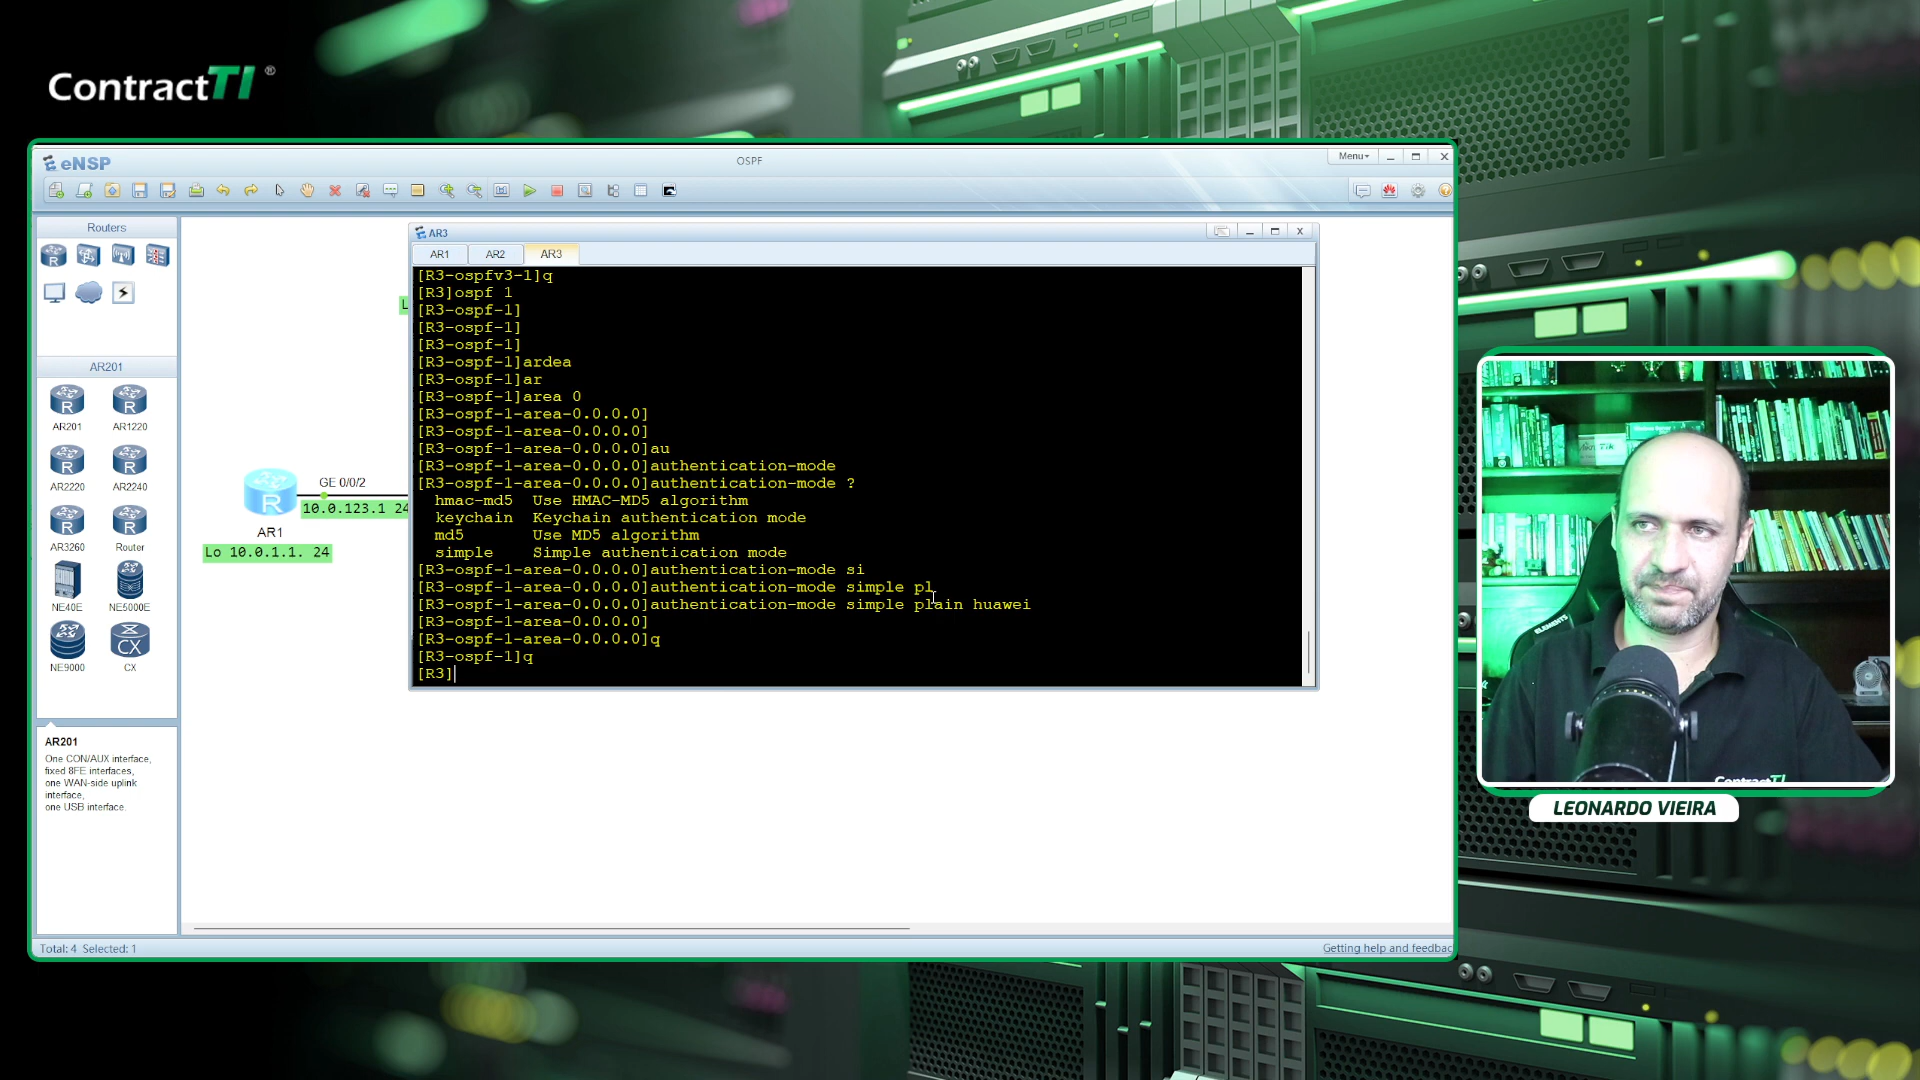 ContractTI ®
eNSP
OSPF
Menu
Routers
AR201
AR201
AR1220
AR2220
AR2240
AR3260
Router
NE40E
NE5000E
NE9000
CX
CX
AR201
One CON/AUX interface,
fixed 8FE interfaces,
one WAN-side uplink
interface,
one USB interface.
Total: 4 Selected: 1
Getting help and feedbac
L
GE 0/0/2
10.0.123.1 24
R
AR1
Lo 10.0.1.1. 24
AR3
AR1
AR2
AR3
[R3-ospfv3-1]q
[R3]ospf 1
[R3-ospf-1]
[R3-ospf-1]
[R3-ospf-1]
[R3-ospf-1]ardea
[R3-ospf-1]ar
[R3-ospf-1]area 0
[R3-ospf-1-area-0.0.0.0]
[R3-ospf-1-area-0.0.0.0]
[R3-ospf-1-area-0.0.0.0]au
[R3-ospf-1-area-0.0.0.0]authentication-mode
[R3-ospf-1-area-0.0.0.0]authentication-mode ?
hmac-md5 Use HMAC-MD5 algorithm
keychain Keychain authentication mode
md5 Use MD5 algorithm
simple Simple authentication mode
[R3-ospf-1-area-0.0.0.0]authentication-mode si
[R3-ospf-1-area-0.0.0.0]authentication-mode simple pl
[R3-ospf-1-area-0.0.0.0]authentication-mode simple plain huawei
[R3-ospf-1-area-0.0.0.0]
[R3-ospf-1-area-0.0.0.0]q
[R3-ospf-1]q
[R3]
ELEMENTS
ContractTI
LEONARDO VIEIRA